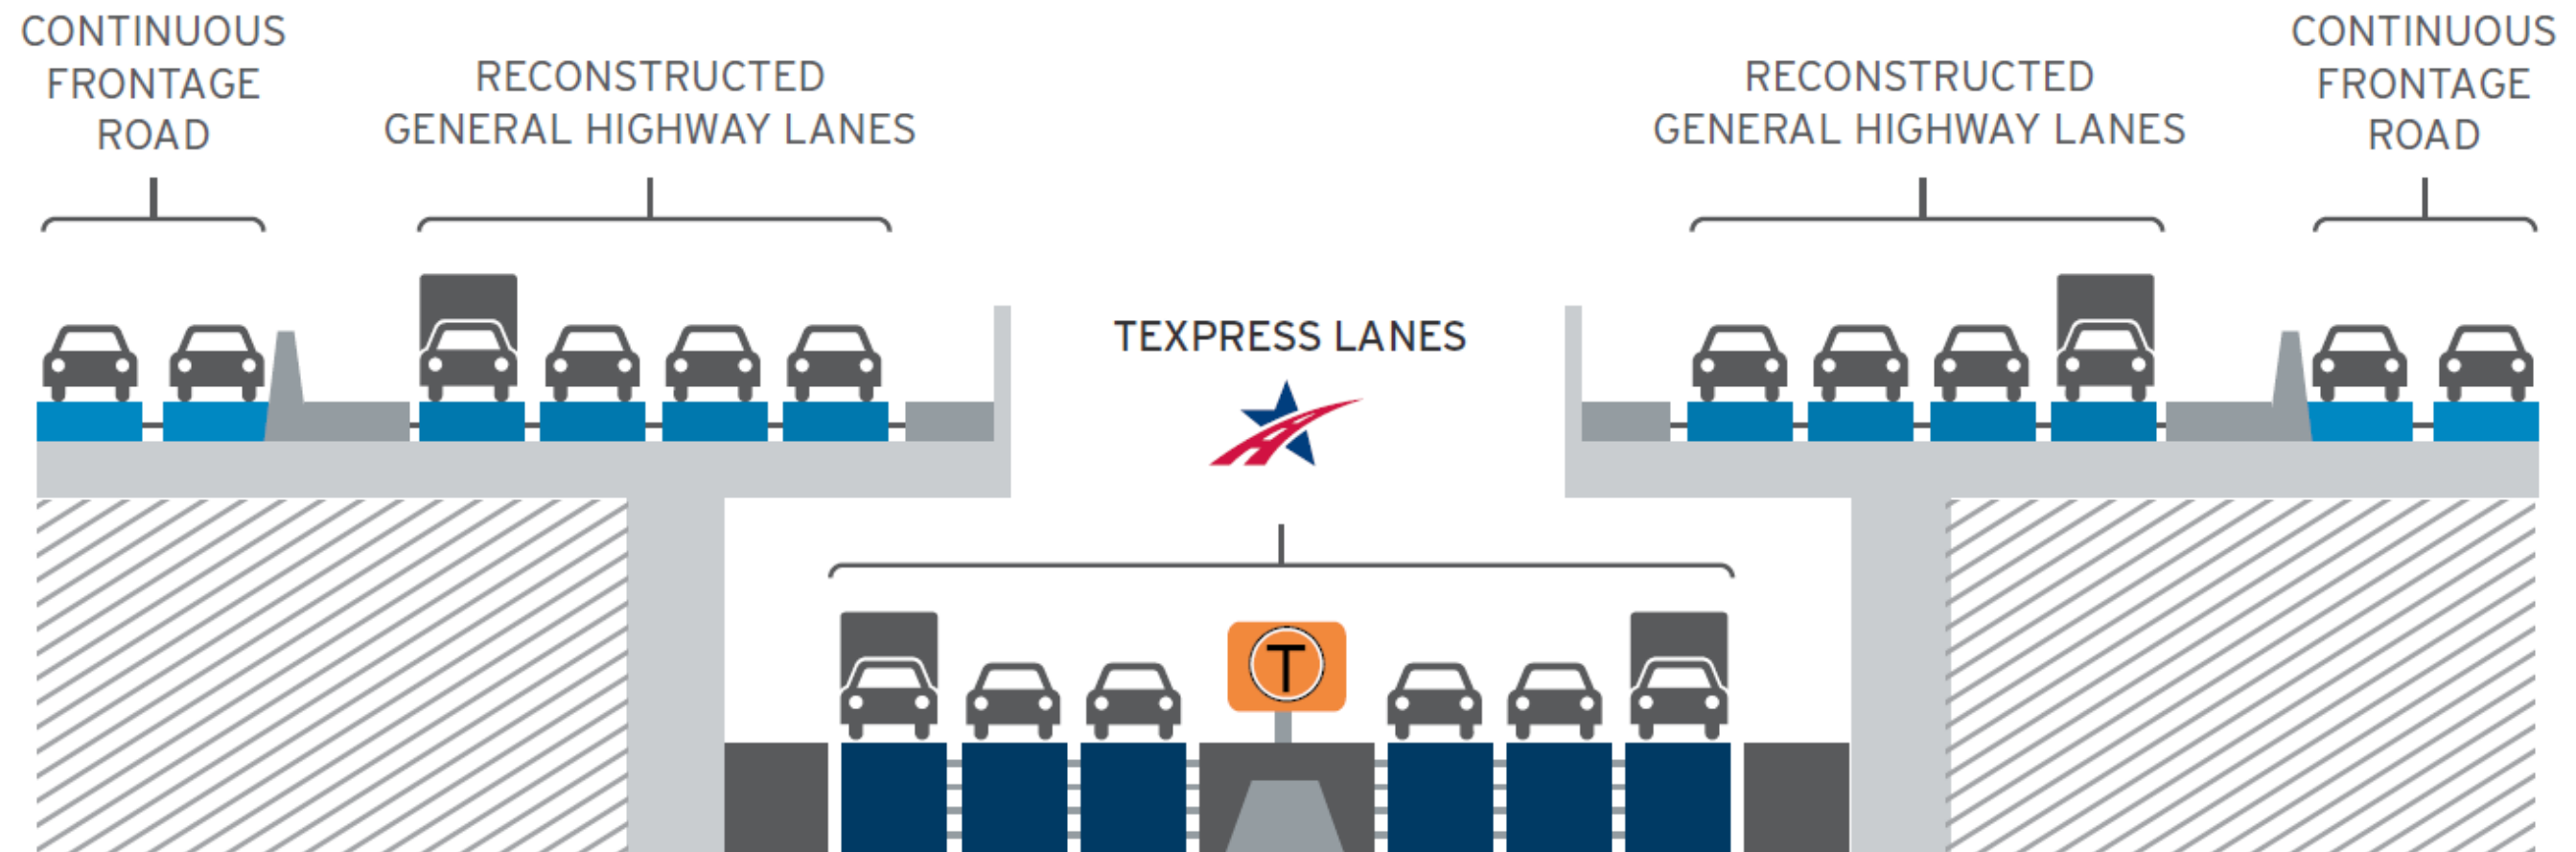 CONTINUOUS
FRONTAGE
ROAD
RECONSTRUCTED
GENERAL HIGHWAY LANES
RECONSTRUCTED
GENERAL HIGHWAY LANES
CONTINUOUS
FRONTAGE
ROAD
TEXPRESS LANES
T